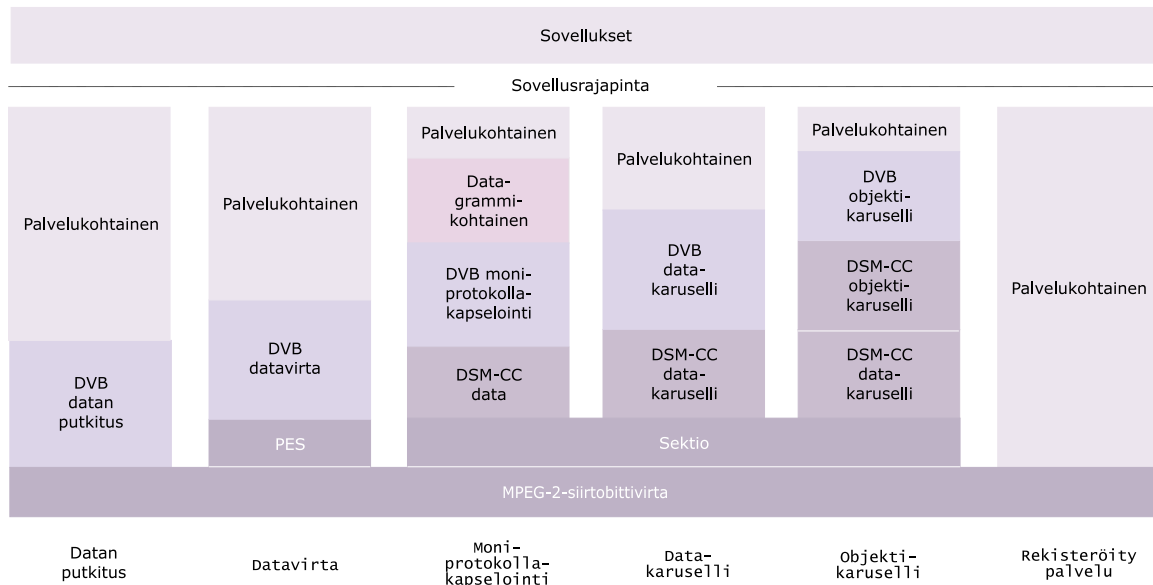 Sovellukset
Sovellusrajapinta
Palvelukohtainen
DVB
datan
putkitus
Palvelukohtainen
DVB
datavirta
PES
Palvelukohtainen
Data-
grammi-
kohtainen
DVB moni-
protokolla-
kapselointi
DSM-CC
data
Palvelukohtainen
DVB
data-
karuselli
DSM-CC
data-
karuselli
Palvelukohtainen
DVB
objekti-
karuselli
DSM-CC
objekti-
karuselli
DSM-CC
data-
karuselli
Sektio
Palvelukohtainen
MPEG-2-siirtobittivirta
Datan
putkitus
Datavirta
Moni-
protokolla-
kapselointi
Data-
karuselli
Objekti-
karuselli
Rekisteröity
palvelu